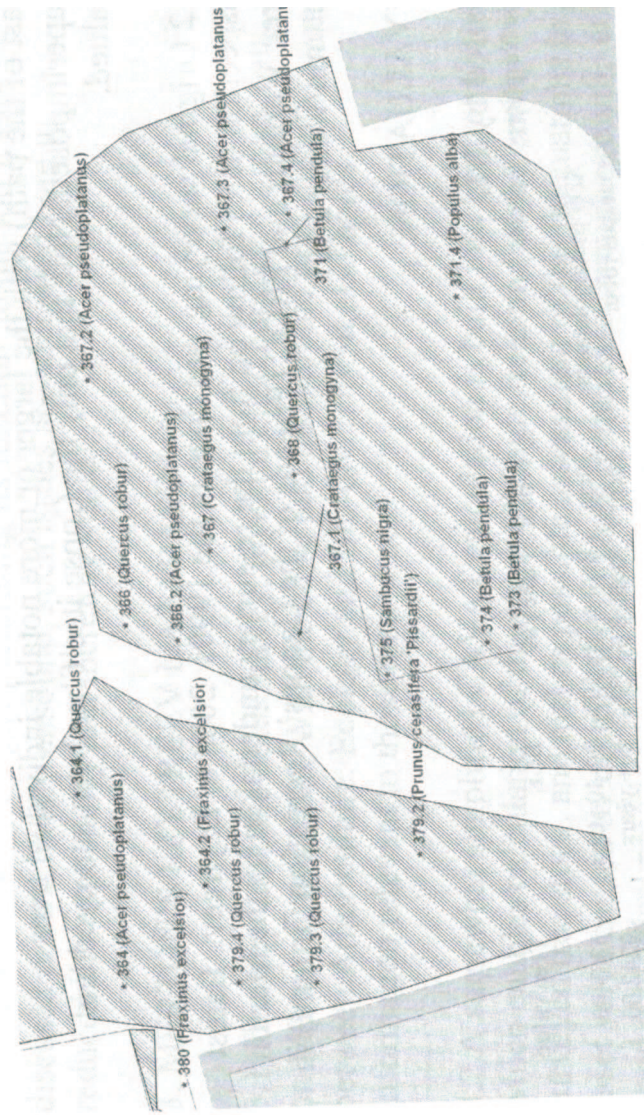 * 364.1 (Quercus robur)
* 367.2 (Acer pseudoplatanus)
* 364 (Acer pseudoplatanus)
* 366 (Quercus robur)
* 366.2 (Acer pseudoplatanus)
* 380 (Fraxinus excelsior)
* 364.2 (Fraxinus excelsior)
* 367 (Crataegus monogyna)
* 367.3 (Acer pseudoplatanus
* 379.4 (Quercus robur)
* 367.4 (Acer pseudoplatanu
* 368 (Quercus robur)
* 379.3 (Quercus robur)
371 (Betula pendula)
367.1 (Crataegus monogyna)
* 375 (Sambucus nigra)
* 379.2 (Prunus cerasifera 'Pissardii')
* 371.4 (Populus alba)
* 374 (Betula pendula)
* 373 (Betula pendula)